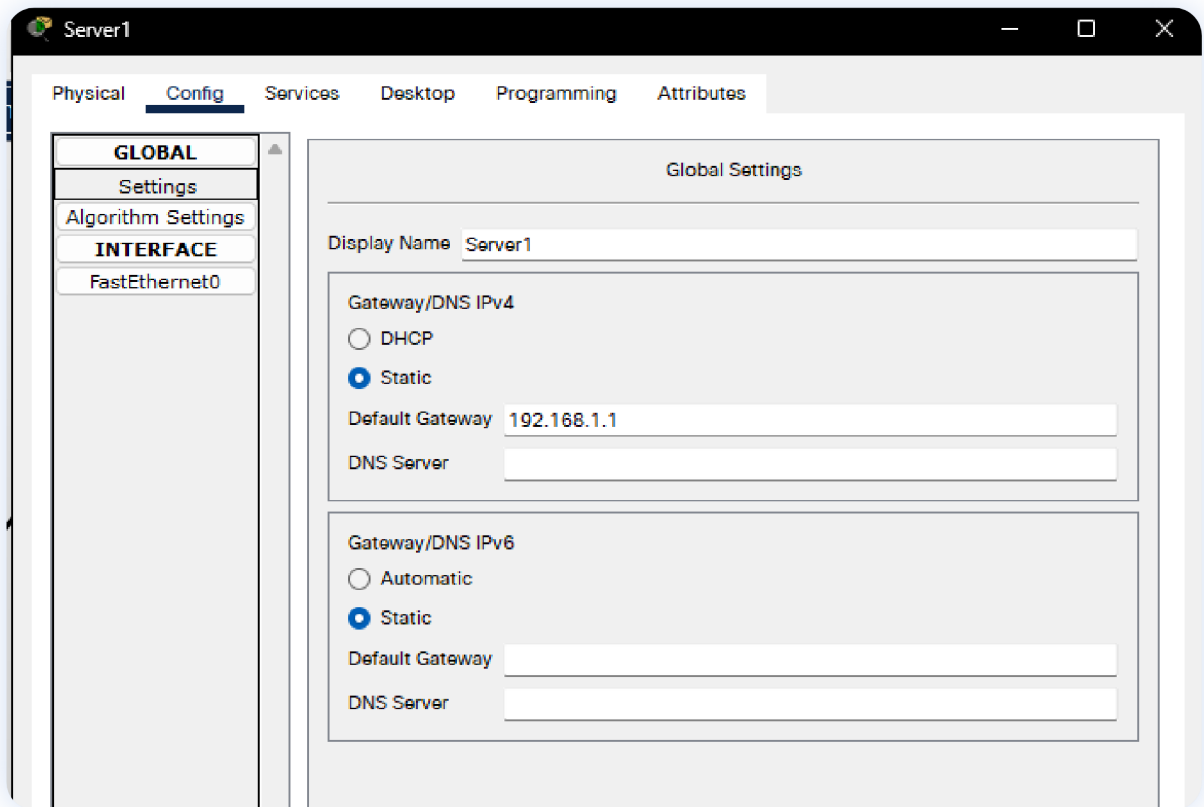 Server1
Physical Config Services Desktop Programming Attributes
GLOBAL
Settings
Algorithm Settings
INTERFACE
FastEthernet0
Global Settings
Display Name Server1
Gateway/DNS IPv4
DHCP
Static
Default Gateway 192.168.1.1
DNS Server
Gateway/DNS IPv6
Automatic
Static
Default Gateway
DNS Server